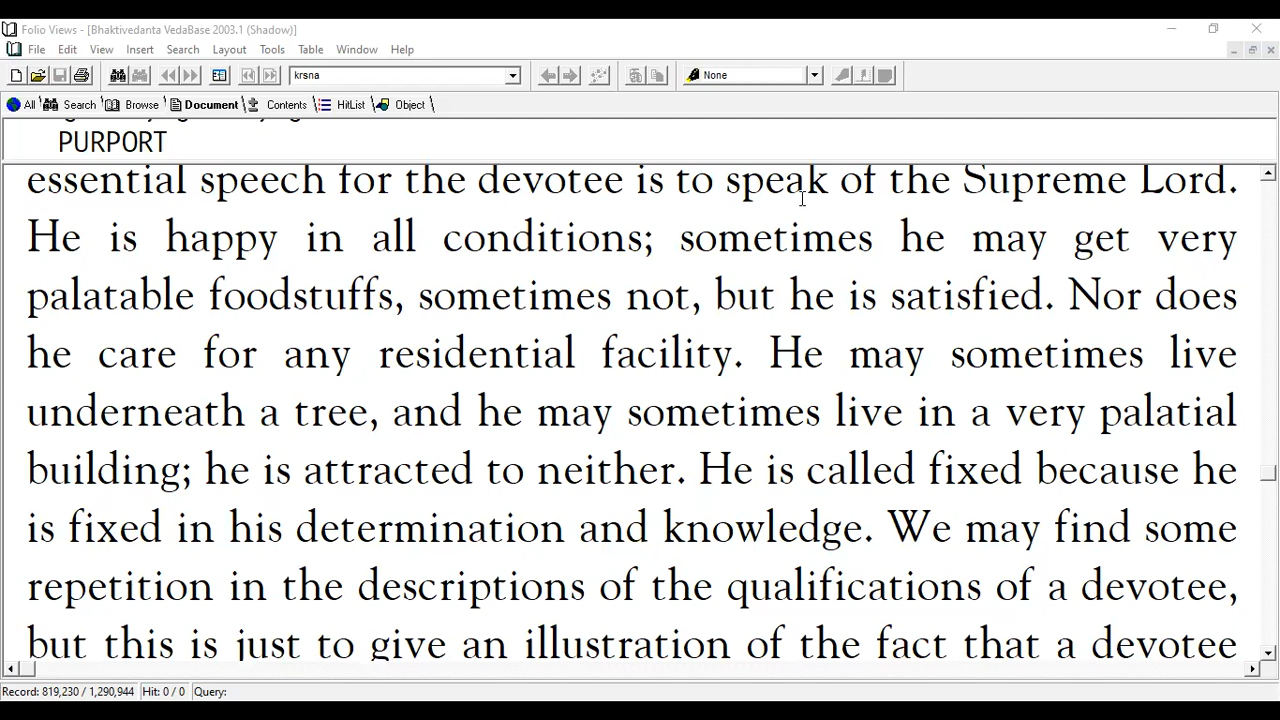 Folio Views - [Bhaktivedanta VedaBase 2003.1 (Shadow)]
File Edit View Insert Search Layout Tools Table Window Help
krsna None
All Search Browse Document Contents HitList Object
PURPORT
essential speech for the devotee is to speak of the Supreme Lord.
He is happy in all conditions; sometimes he may get very
palatable foodstuffs, sometimes not, but he is satisfied. Nor does
he care for any residential facility. He may sometimes live
underneath a tree, and he may sometimes live in a very palatial
building; he is attracted to neither. He is called fixed because he
is fixed in his determination and knowledge. We may find some
repetition in the descriptions of the qualifications of a devotee,
but this is just to give an illustration of the fact that a devotee
Record: 819,230 / 1,290,944 Hit: 0 / 0 Query: